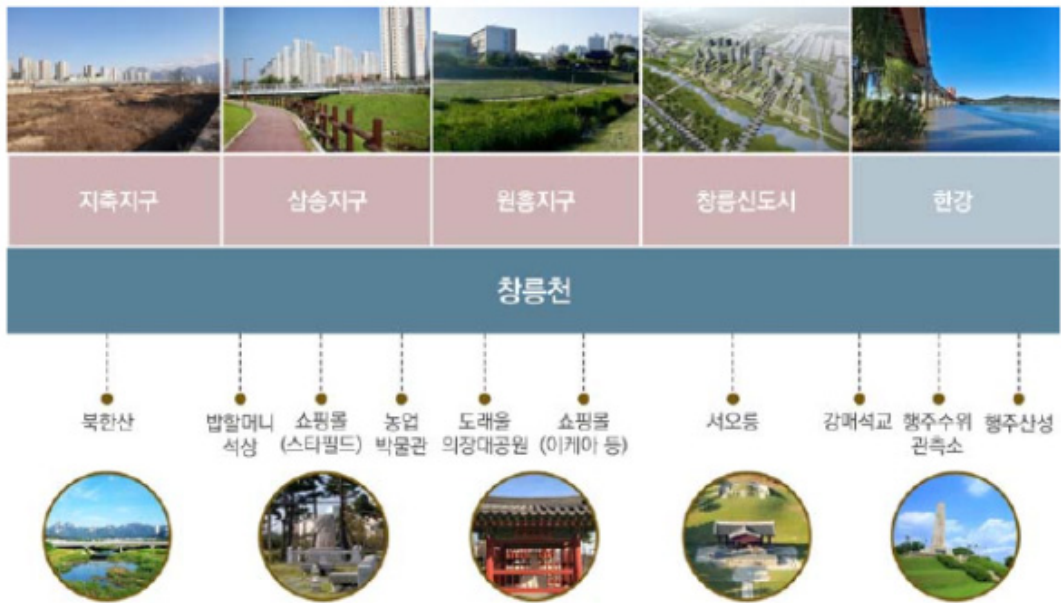 지축지구
삼송지구
원흥지구
창릉신도시
한강
창릉천
북한산
밥할머니
석상
쇼핑몰
(스타필드)
농업
박물관
도래울
의장대공원
쇼핑몰
(이케아 등)
서오릉
강매석교
행주수위
관측소
행주산성